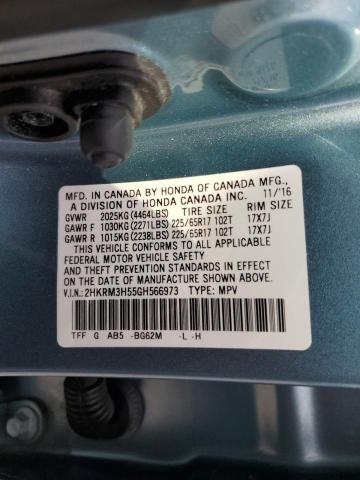 MFD. IN CANADA BY HONDA OF CANADA MFG., 11/16
A DIVISION OF HONDA CANADA INC.
GVWR 2025KG (4464LBS) TIRE SIZE RIM SIZE
GAWR F 1030KG (2271LBS) 225/65R17 102T 17X7J
GAWR R 1015KG (2238LBS) 225/65R17 102T 17X7J
THIS VEHICLE CONFORMS TO ALL APPLICABLE
FEDERAL MOTOR VEHICLE SAFETY
AND THEFT PREVENTION STANDARDS IN EFFECT ON
THE DATE OF MANUFACTURE SHOWN ABOVE.
V.I.N.: 2HKRM3H55GH566973 TYPE: MPV
TFF G AB5 -BG62M -L -H